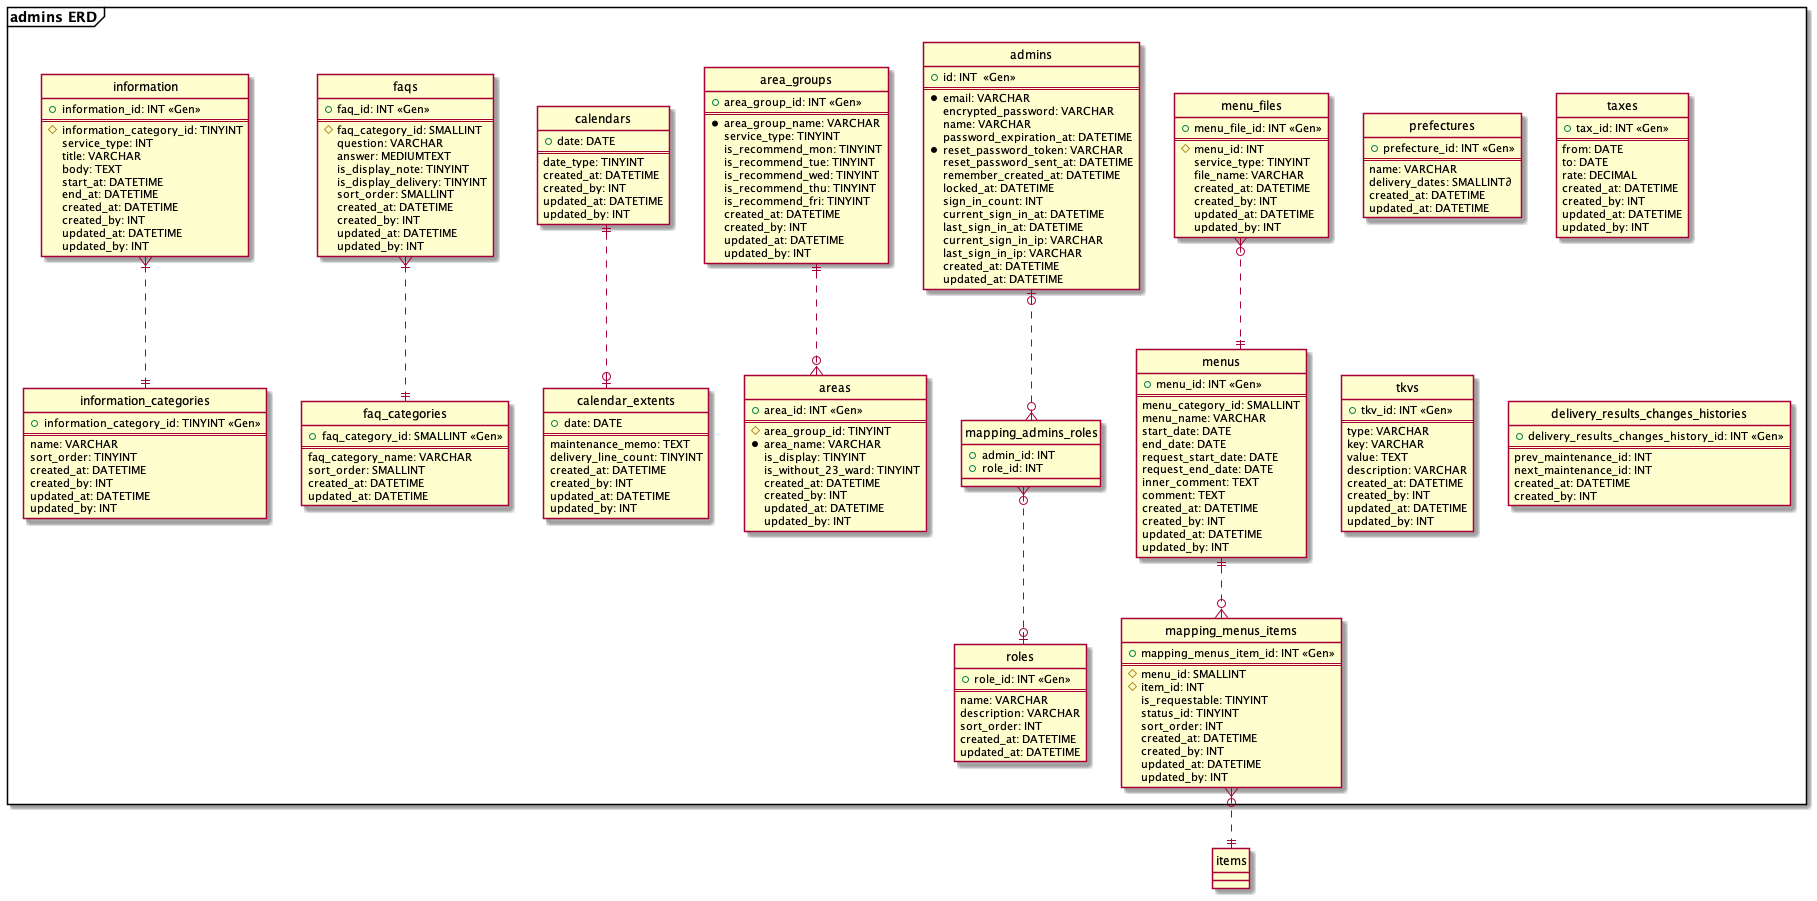 admins ERD
information
information_id: INT «Gen»
information_category_id: TINYINT
service_type: INT
title: VARCHAR
body: TEXT
start_at: DATETIME
end_at: DATETIME
created_at: DATETIME
created_by: INT
updated_at: DATETIME
updated_by: INT
faqs
faq_id: INT «Gen»
faq_category_id: SMALLINT
question: VARCHAR
answer: MEDIUMTEXT
is_display_note: TINYINT
is_display_delivery: TINYINT
sort_order: SMALLINT
created_at: DATETIME
created_by: INT
updated_at: DATETIME
updated_by: INT
calendars
date: DATE
date_type: TINYINT
created_at: DATETIME
created_by: INT
updated_at: DATETIME
updated_by: INT
area_groups
area_group_id: INT «Gen»
area_group_name: VARCHAR
service_type: TINYINT
is_recommend_mon: TINYINT
is_recommend_tue: TINYINT
is_recommend_wed: TINYINT
is_recommend_thu: TINYINT
is_recommend_fri: TINYINT
created_at: DATETIME
created_by: INT
updated_at: DATETIME
updated_by: INT
admins
id: INT «Gen»
email: VARCHAR
encrypted_password: VARCHAR
name: VARCHAR
password_expiration_at: DATETIME
reset_password_token: VARCHAR
reset_password_sent_at: DATETIME
remember_created_at: DATETIME
locked_at: DATETIME
sign_in_count: INT
current_sign_in_at: DATETIME
last_sign_in_at: DATETIME
current_sign_in_ip: VARCHAR
last_sign_in_ip: VARCHAR
created_at: DATETIME
updated_at: DATETIME
menu_files
menu_file_id: INT «Gen»
menu_id: INT
service_type: TINYINT
file_name: VARCHAR
created_at: DATETIME
created_by: INT
updated_at: DATETIME
updated_by: INT
prefectures
prefecture_id: INT «Gen»
name: VARCHAR
delivery_dates: SMALLINT∂
created_at: DATETIME
updated_at: DATETIME
taxes
tax_id: INT «Gen»
from: DATE
to: DATE
rate: DECIMAL
created_at: DATETIME
created_by: INT
updated_at: DATETIME
updated_by: INT
information_categories
information_category_id: TINYINT «Gen»
name: VARCHAR
sort_order: TINYINT
created_at: DATETIME
created_by: INT
updated_at: DATETIME
updated_by: INT
faq_categories
faq_category_id: SMALLINT «Gen»
faq_category_name: VARCHAR
sort_order: SMALLINT
created_at: DATETIME
updated_at: DATETIME
calendar_extents
date: DATE
maintenance_memo: TEXT
delivery_line_count: TINYINT
created_at: DATETIME
created_by: INT
updated_at: DATETIME
updated_by: INT
areas
area_id: INT «Gen»
area_group_id: TINYINT
area_name: VARCHAR
is_display: TINYINT
is_without_23_ward: TINYINT
created_at: DATETIME
created_by: INT
updated_at: DATETIME
updated_by: INT
mapping_admins_roles
admin_id: INT
role_id: INT
menus
menu_id: INT «Gen»
menu_category_id: SMALLINT
menu_name: VARCHAR
start_date: DATE
end_date: DATE
request_start_date: DATE
request_end_date: DATE
inner_comment: TEXT
comment: TEXT
created_at: DATETIME
created_by: INT
updated_at: DATETIME
updated_by: INT
tkvs
tkv_id: INT «Gen»
type: VARCHAR
key: VARCHAR
value: TEXT
description: VARCHAR
created_at: DATETIME
created_by: INT
updated_at: DATETIME
updated_by: INT
delivery_results_changes_histories
delivery_results_changes_history_id: INT «Gen»
prev_maintenance_id: INT
next_maintenance_id: INT
created_at: DATETIME
created_by: INT
roles
role_id: INT «Gen»
name: VARCHAR
description: VARCHAR
sort_order: INT
created_at: DATETIME
updated_at: DATETIME
mapping_menus_items
mapping_menus_item_id: INT «Gen»
menu_id: SMALLINT
item_id: INT
is_requestable: TINYINT
status_id: TINYINT
sort_order: INT
created_at: DATETIME
created_by: INT
updated_at: DATETIME
updated_by: INT
items